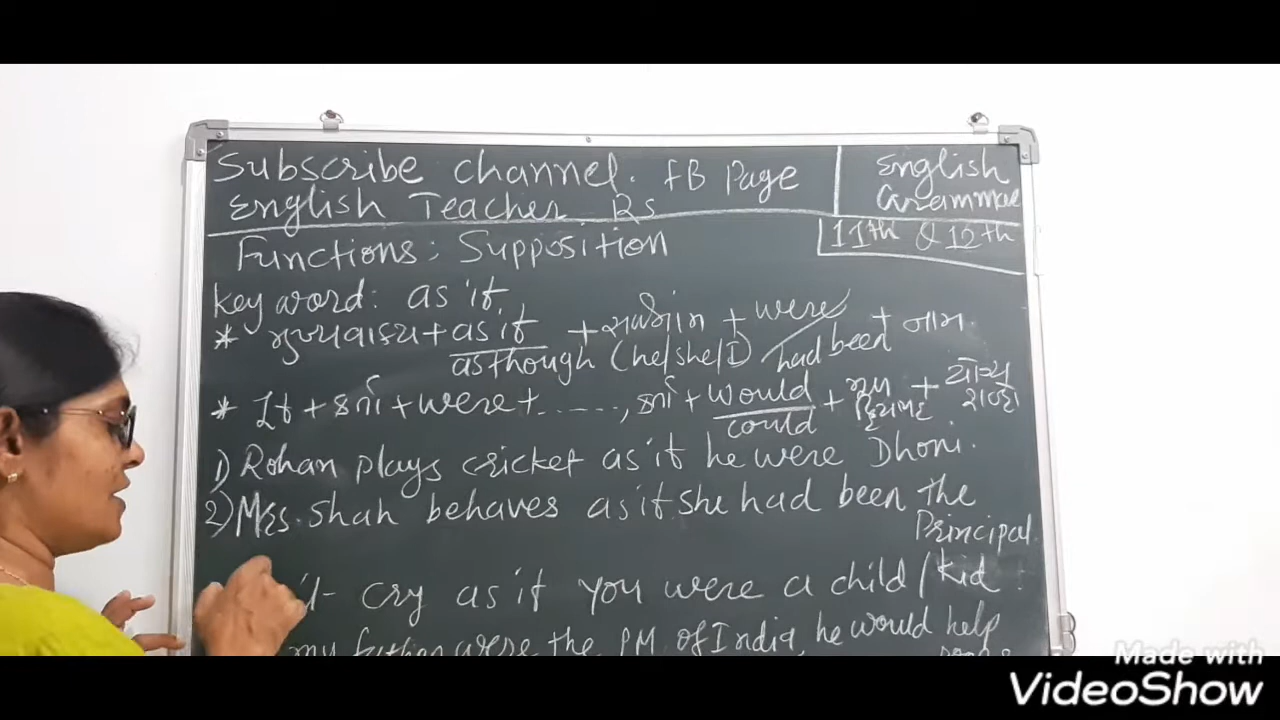 Subscribe channel. FB Page
English Teacher Rs
English
Grammar
11th & 12th
Functions: Supposition
Key word: as if
* મુખ્યવાક્ય + as if + સર્વનામ + were + નામ.
as though (he/she/I) had been
* If + કર્તા + were + ......, કર્તા + would + મૂળ + યોગ્ય
could ક્રિયાપદ શબ્દો
1) Rohan plays cricket as if he were Dhoni.
2) Mrs. Shah behaves as if she had been the
Principal.
cry as if you were a child / kid.
my father were the PM of India, he would help
Made with
VideoShow